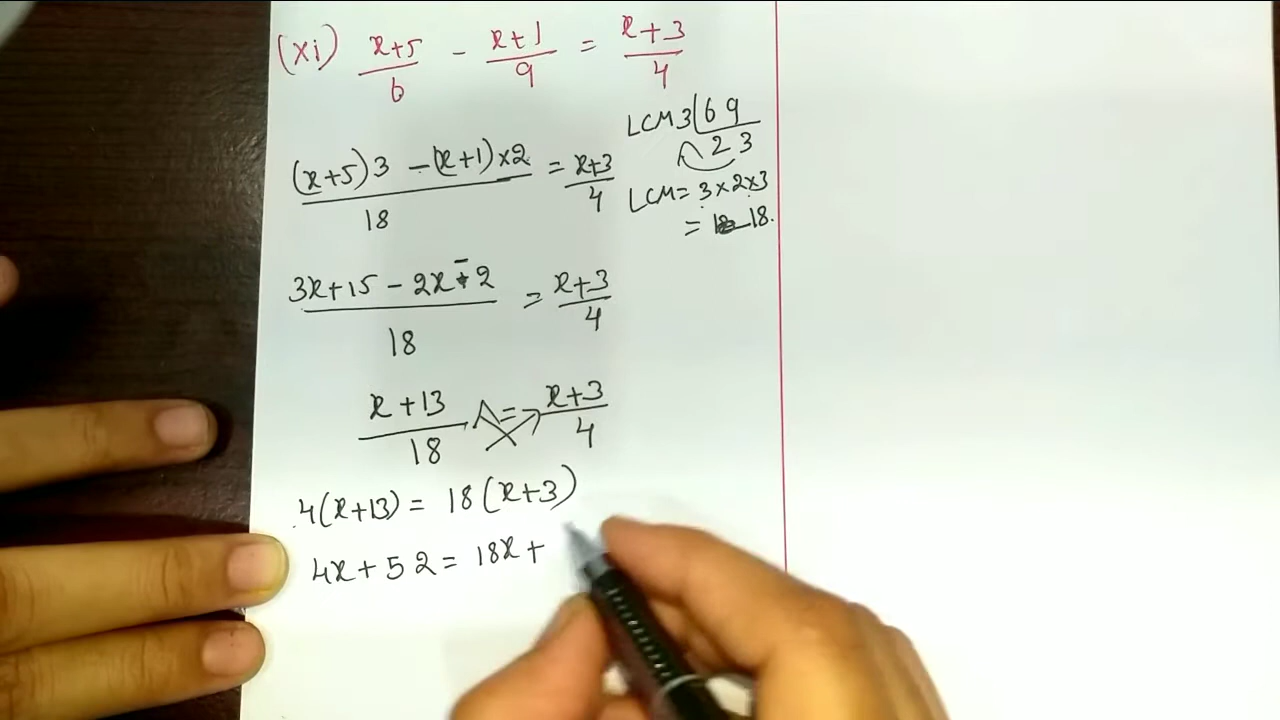 (xi) x+5/6 - x+1/9 = x+3/4
LCM 3 | 6 9
2 3
(x+5)3 -(x+1)×2/18 = x+3/4
LCM = 3×2×3
= 18.
3x+15 - 2x-2/18 = x+3/4
x+13/18 = x+3/4
4(x+13) = 18(x+3)
4x+52 = 18x+